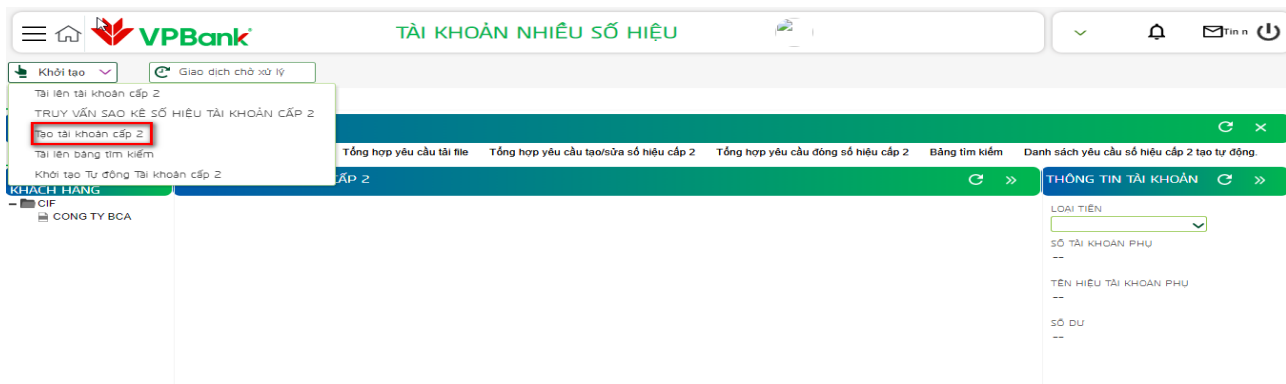 VPBank
TÀI KHOẢN NHIỀU SỐ HIỆU
Tin n
Khởi tạo
Giao dịch chờ xử lý
Tải lên tài khoản cấp 2
TRUY VẤN SAO KÊ SỐ HIỆU TÀI KHOẢN CẤP 2
Tạo tài khoản cấp 2
Tải lên bảng tìm kiếm
Khởi tạo Tự động Tài khoản cấp 2
Tổng hợp yêu cầu tải file
Tổng hợp yêu cầu tạo/sửa số hiệu cấp 2
Tổng hợp yêu cầu đóng số hiệu cấp 2
Bảng tìm kiếm
Danh sách yêu cầu số hiệu cấp 2 tạo tự động.
KHÁCH HÀNG
CẤP 2
THÔNG TIN TÀI KHOẢN
CIF
CONG TY BCA
LOẠI TIỀN
SỐ TÀI KHOẢN PHỤ
--
TÊN HIỆU TÀI KHOẢN PHỤ
--
SỐ DƯ
--